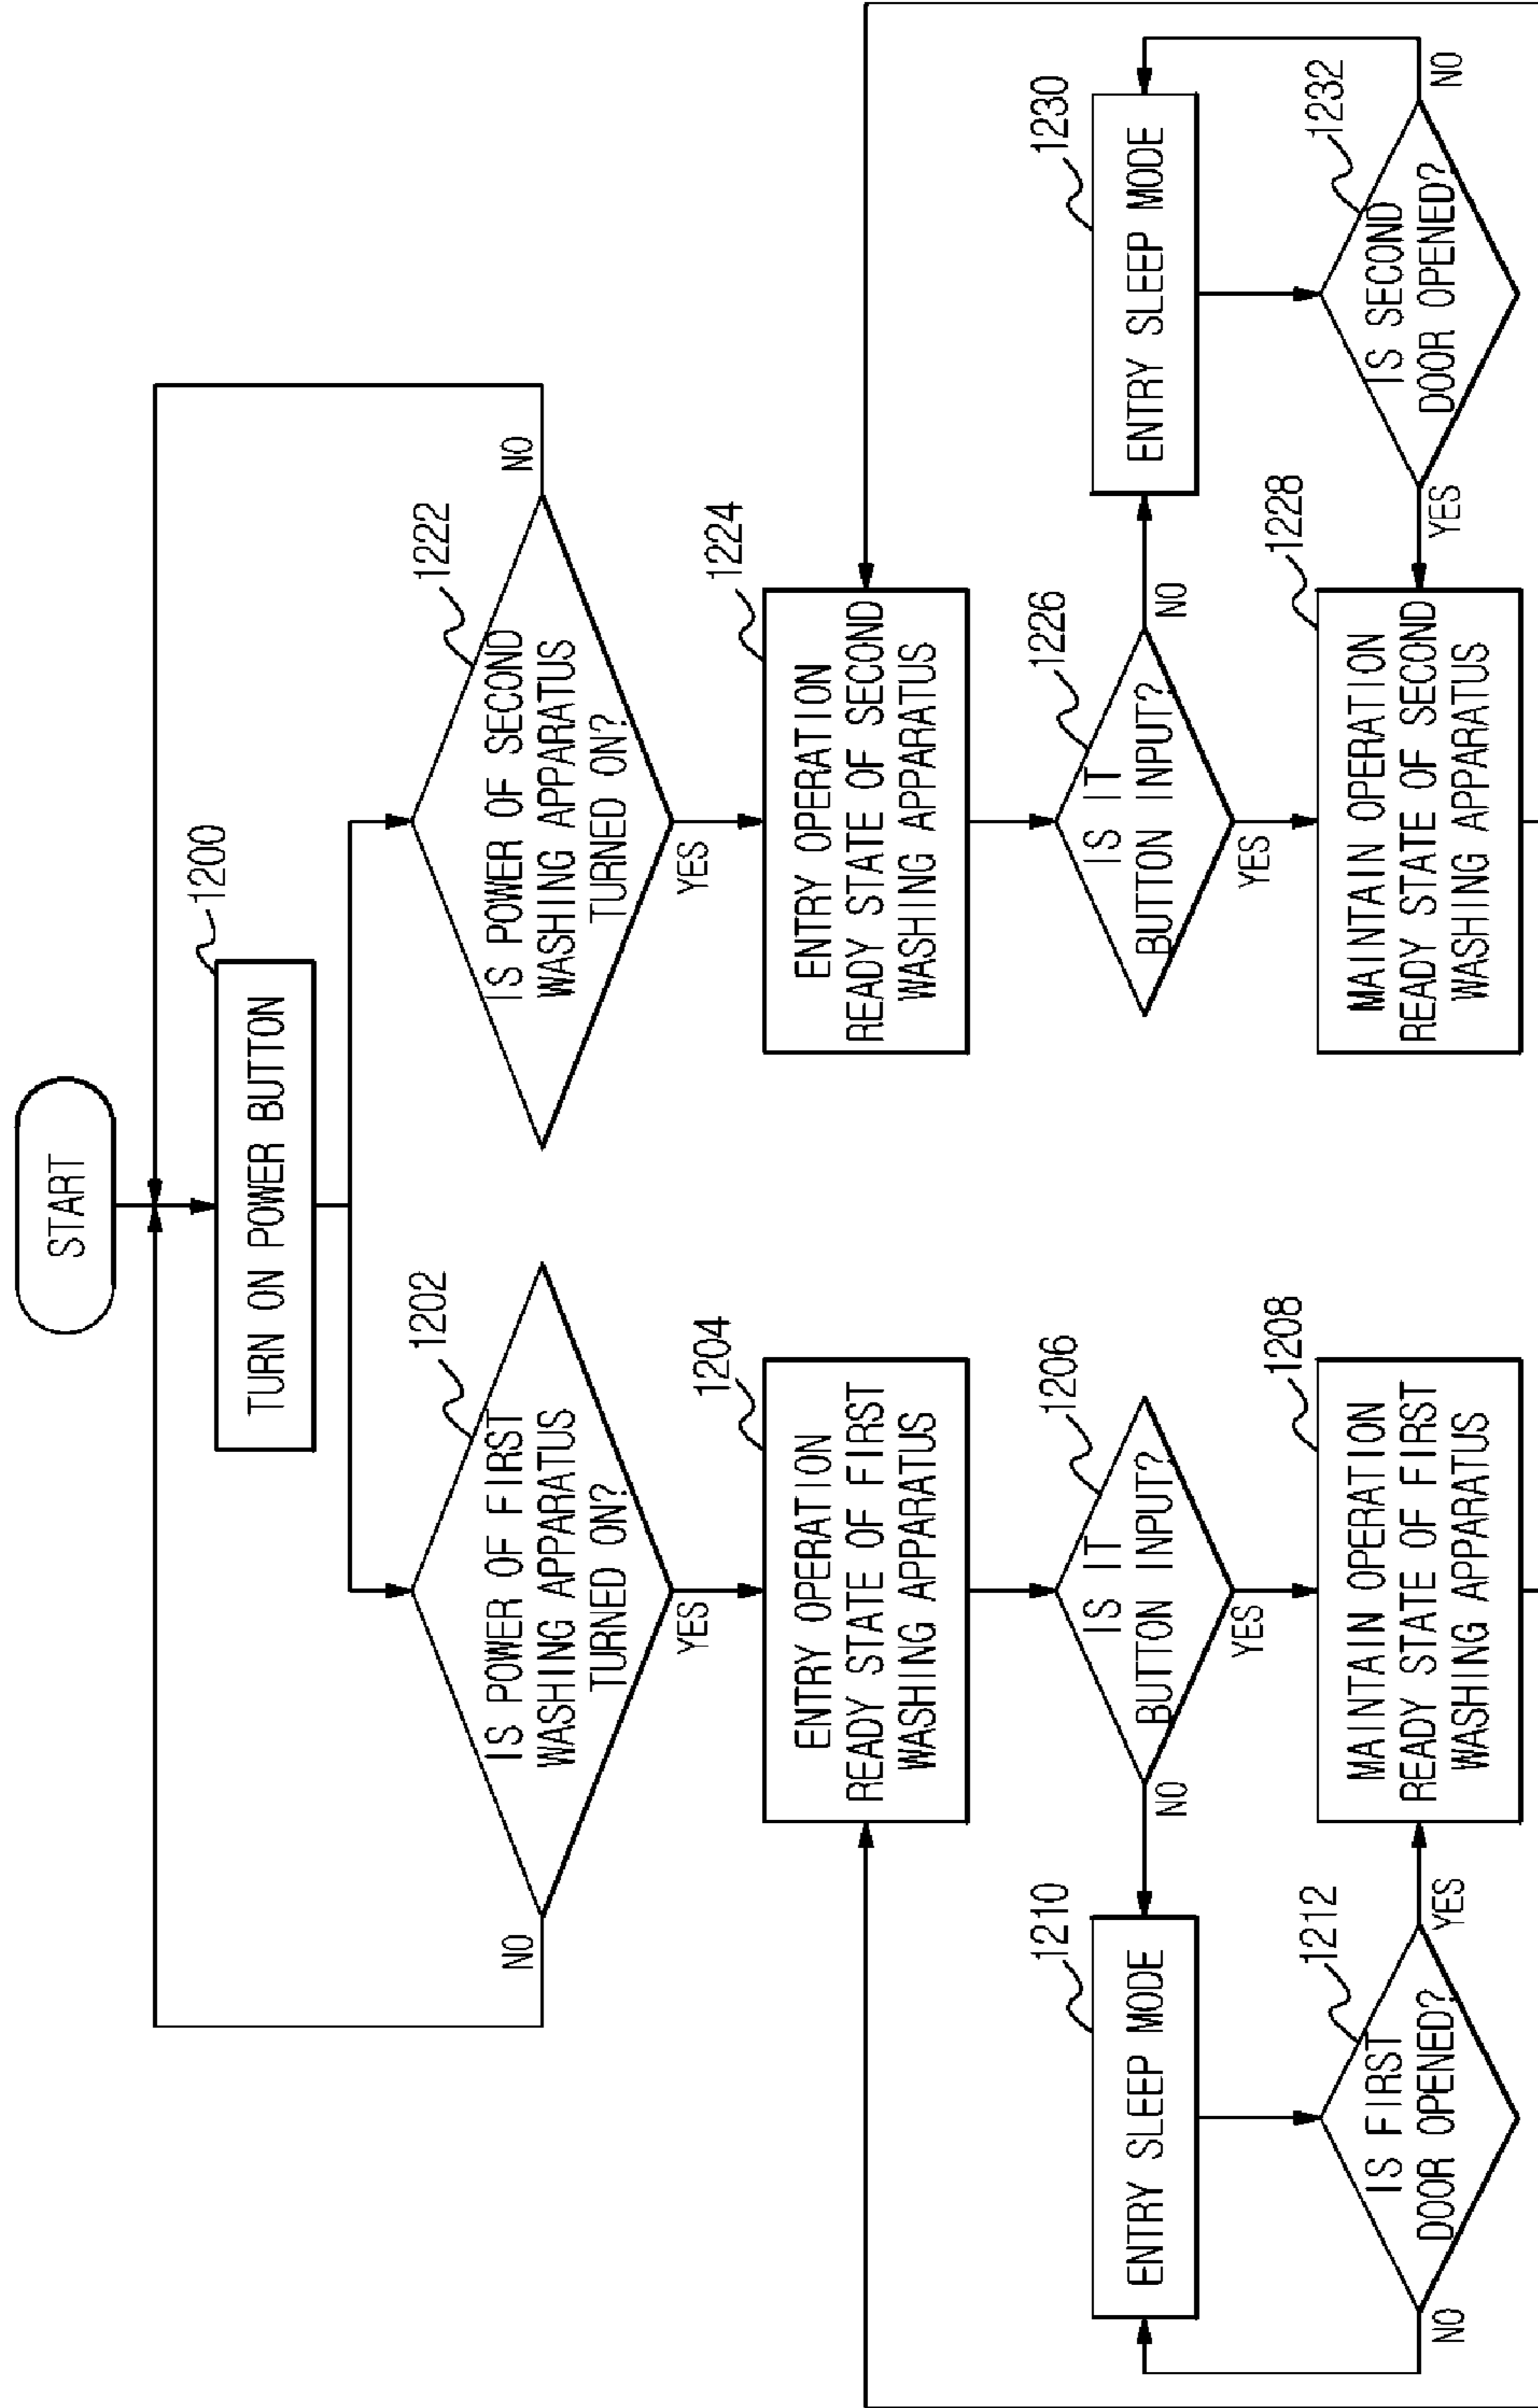 START
1200
TURN ON POWER BUTTON
1202
IS POWER OF FIRST
WASHING APPARATUS
TURNED ON?
NO
YES
1204
ENTRY OPERATION
READY STATE OF FIRST
WASHING APPARATUS
1206
IS IT
BUTTON INPUT?
NO
YES
1210
ENTRY SLEEP MODE
1212
IS FIRST
DOOR OPENED?
NO
YES
1208
MAINTAIN OPERATION
READY STATE OF FIRST
WASHING APPARATUS
1222
IS POWER OF SECOND
WASHING APPARATUS
TURNED ON?
NO
YES
1224
ENTRY OPERATION
READY STATE OF SECOND
WASHING APPARATUS
1226
IS IT
BUTTON INPUT?
NO
YES
1230
ENTRY SLEEP MODE
1232
IS SECOND
DOOR OPENED?
NO
YES
1228
MAINTAIN OPERATION
READY STATE OF SECOND
WASHING APPARATUS